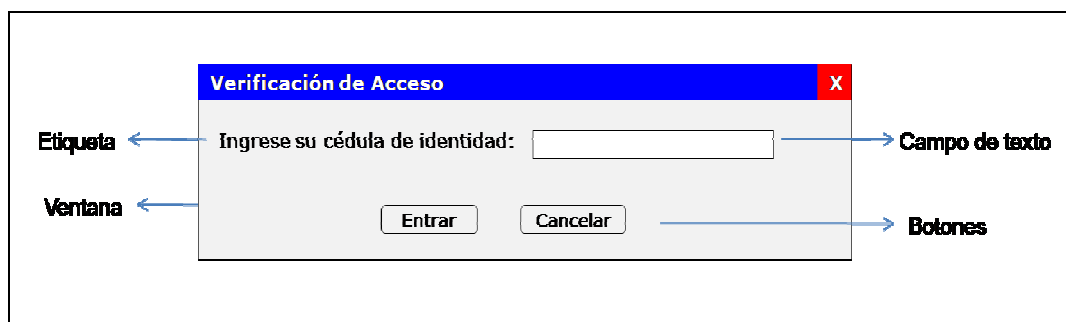 Verificación de Acceso X
Etiqueta Ingrese su cédula de identidad: Campo de texto
Ventana
Entrar Cancelar Botones